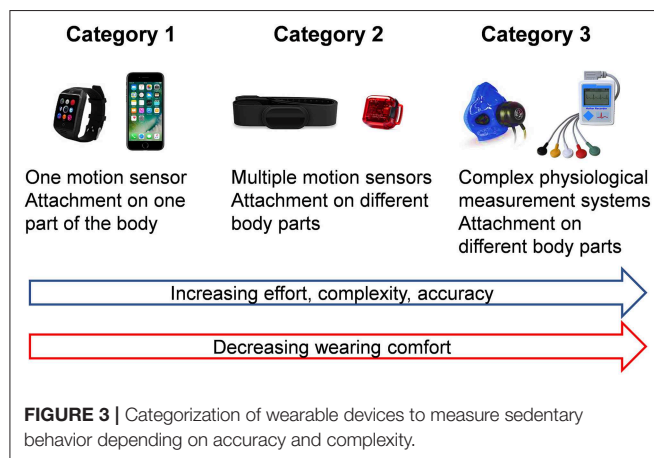 Category 1
Category 2
Category 3
One motion sensor
Attachment on one
part of the body
Multiple motion sensors
Attachment on different
body parts
Complex physiological
measurement systems
Attachment on
different body parts
Increasing effort, complexity, accuracy
Decreasing wearing comfort
FIGURE 3 | Categorization of wearable devices to measure sedentary
behavior depending on accuracy and complexity.